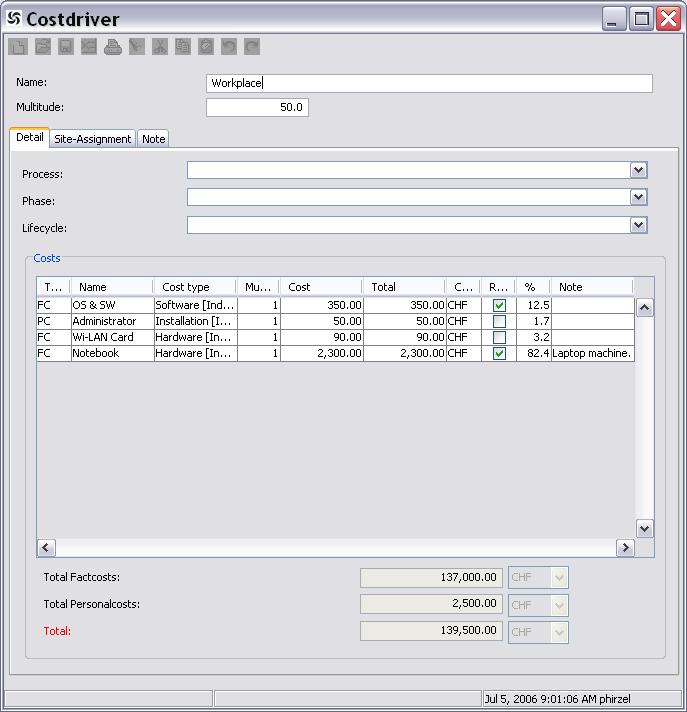 Costdriver
Name: Workplace
Multitude: 50.0
Detail Site-Assignment Note
Process:
Phase:
Lifecycle:
Costs
T... Name Cost type Mu... Cost Total C... R... % Note
FC OS & SW Software [Ind... 1 350.00 350.00 CHF 12.5
PC Administrator Installation [I... 1 50.00 50.00 CHF 1.7
FC Wi-LAN Card Hardware [In... 1 90.00 90.00 CHF 3.2
FC Notebook Hardware [In... 1 2,300.00 2,300.00 CHF 82.4 Laptop machine.
Total Factcosts: 137,000.00 CHF
Total Personalcosts: 2,500.00 CHF
Total: 139,500.00 CHF
Jul 5, 2006 9:01:06 AM phirzel